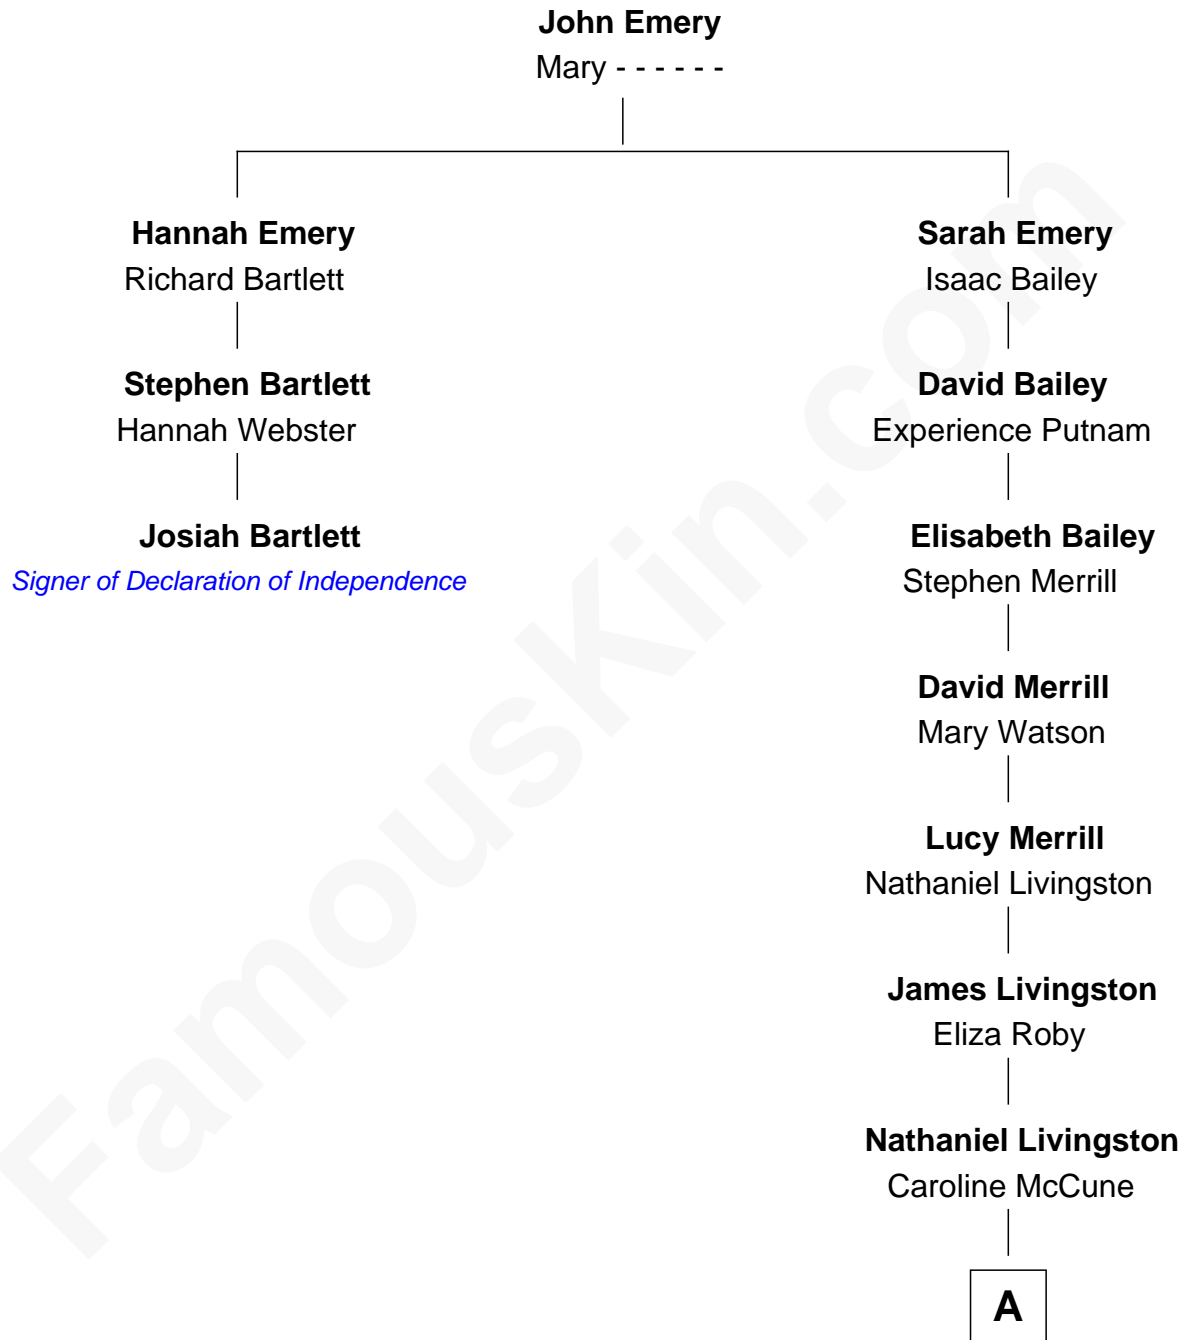 John Emery
Mary - - - - - -
Hannah Emery
Richard Bartlett
Sarah Emery
Isaac Bailey
Stephen Bartlett
Hannah Webster
David Bailey
Experience Putnam
Josiah Bartlett
Signer of Declaration of Independence
Elisabeth Bailey
Stephen Merrill
David Merrill
Mary Watson
Lucy Merrill
Nathaniel Livingston
James Livingston
Eliza Roby
Nathaniel Livingston
Caroline McCune
A
FamousKin.com